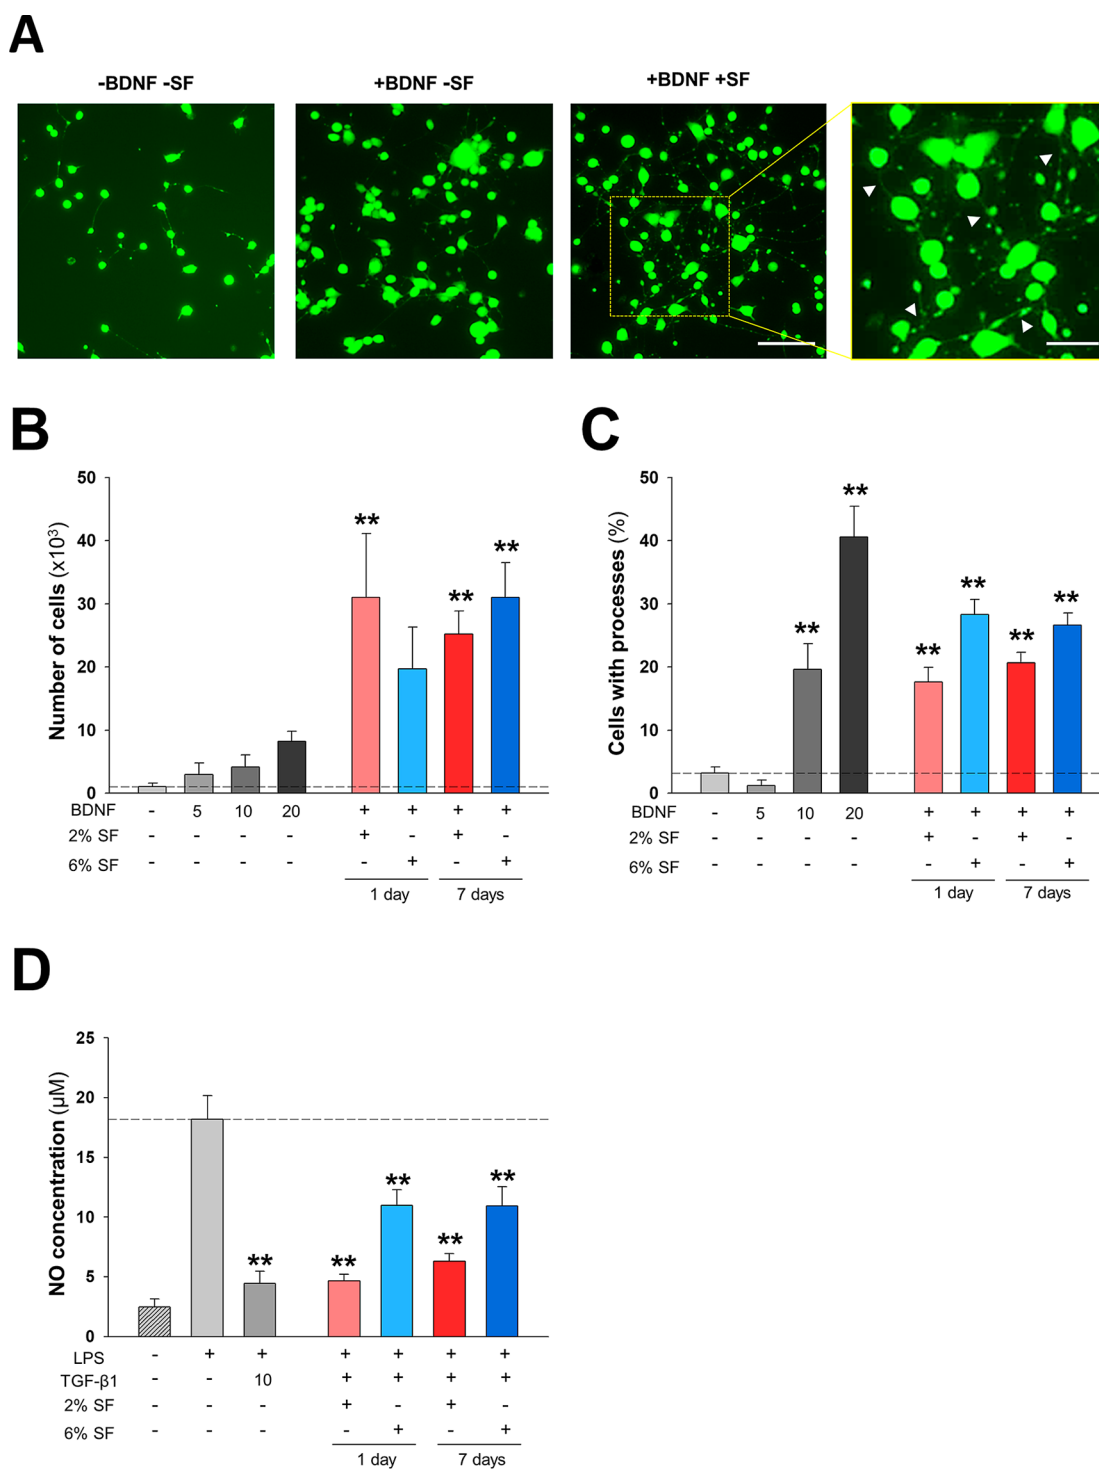 A
-BDNF -SF
+BDNF -SF
+BDNF +SF
B
Number of cells (x10³)
50
40
30
20
10
0
** ** **
BDNF - 5 10 20 + + + +
2% SF - - - - + - + -
6% SF - - - - - + - +
1 day 7 days
C
Cells with processes (%)
50
40
30
20
10
0
** ** ** ** ** **
BDNF - 5 10 20 + + + +
2% SF - - - - + - + -
6% SF - - - - - + - +
1 day 7 days
D
NO concentration (µM)
25
20
15
10
5
0
** ** ** ** **
LPS - + + + + + +
TGF-β1 - - 10 + + + +
2% SF - - - + - + -
6% SF - - - - + - +
1 day 7 days